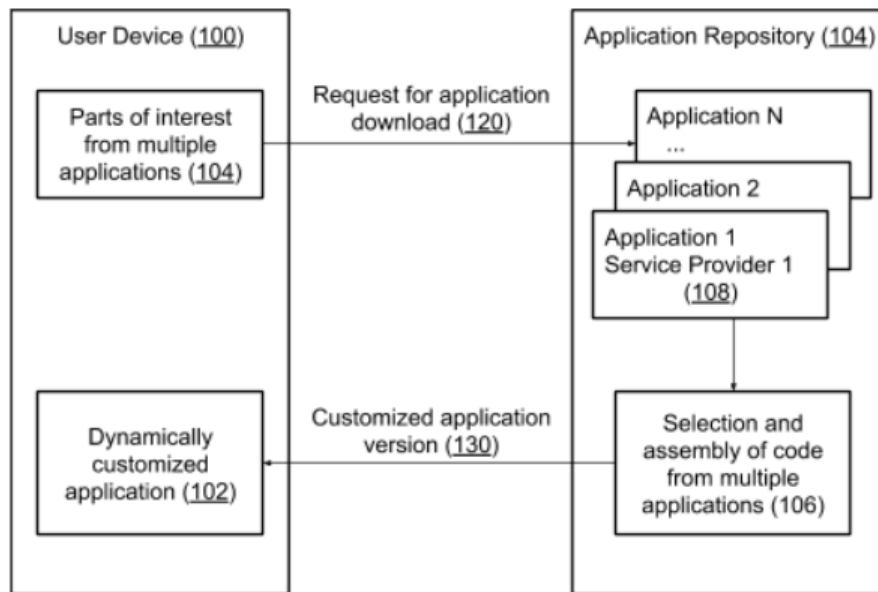 User Device (100)
Parts of interest
from multiple
applications (104)
Request for application
download (120)
Application Repository (104)
Application N
...
Application 2
Application 1
Service Provider 1
(108)
Selection and
assembly of code
from multiple
applications (106)
Customized application
version (130)
Dynamically
customized
application (102)